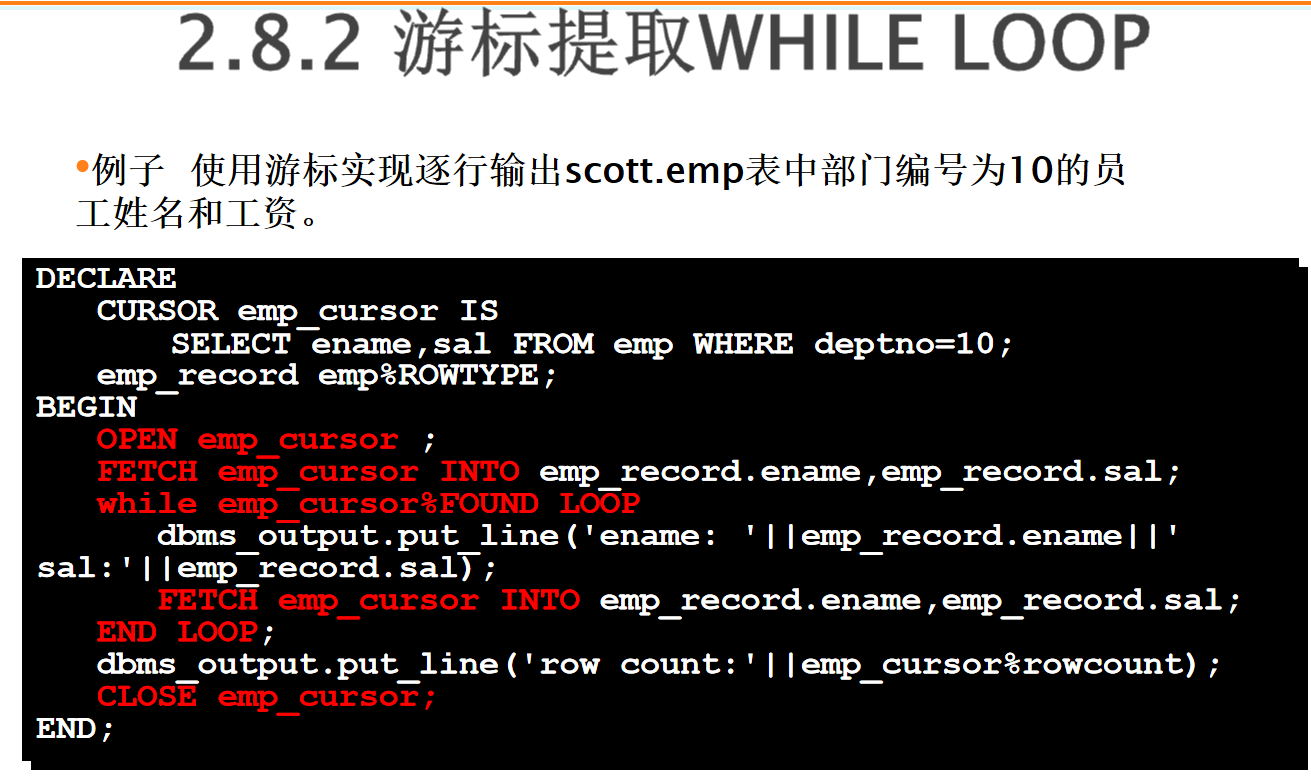 2.8.2 游标提取WHILE LOOP
•例子 使用游标实现逐行输出scott.emp表中部门编号为10的员
工姓名和工资。
DECLARE
CURSOR emp_cursor IS
SELECT ename,sal FROM emp WHERE deptno=10;
emp_record emp%ROWTYPE;
BEGIN
OPEN emp_cursor ;
FETCH emp_cursor INTO emp_record.ename,emp_record.sal;
while emp_cursor%FOUND LOOP
dbms_output.put_line('ename: '||emp_record.ename||'
sal:'||emp_record.sal);
FETCH emp_cursor INTO emp_record.ename,emp_record.sal;
END LOOP;
dbms_output.put_line('row count:'||emp_cursor%rowcount);
CLOSE emp_cursor;
END;